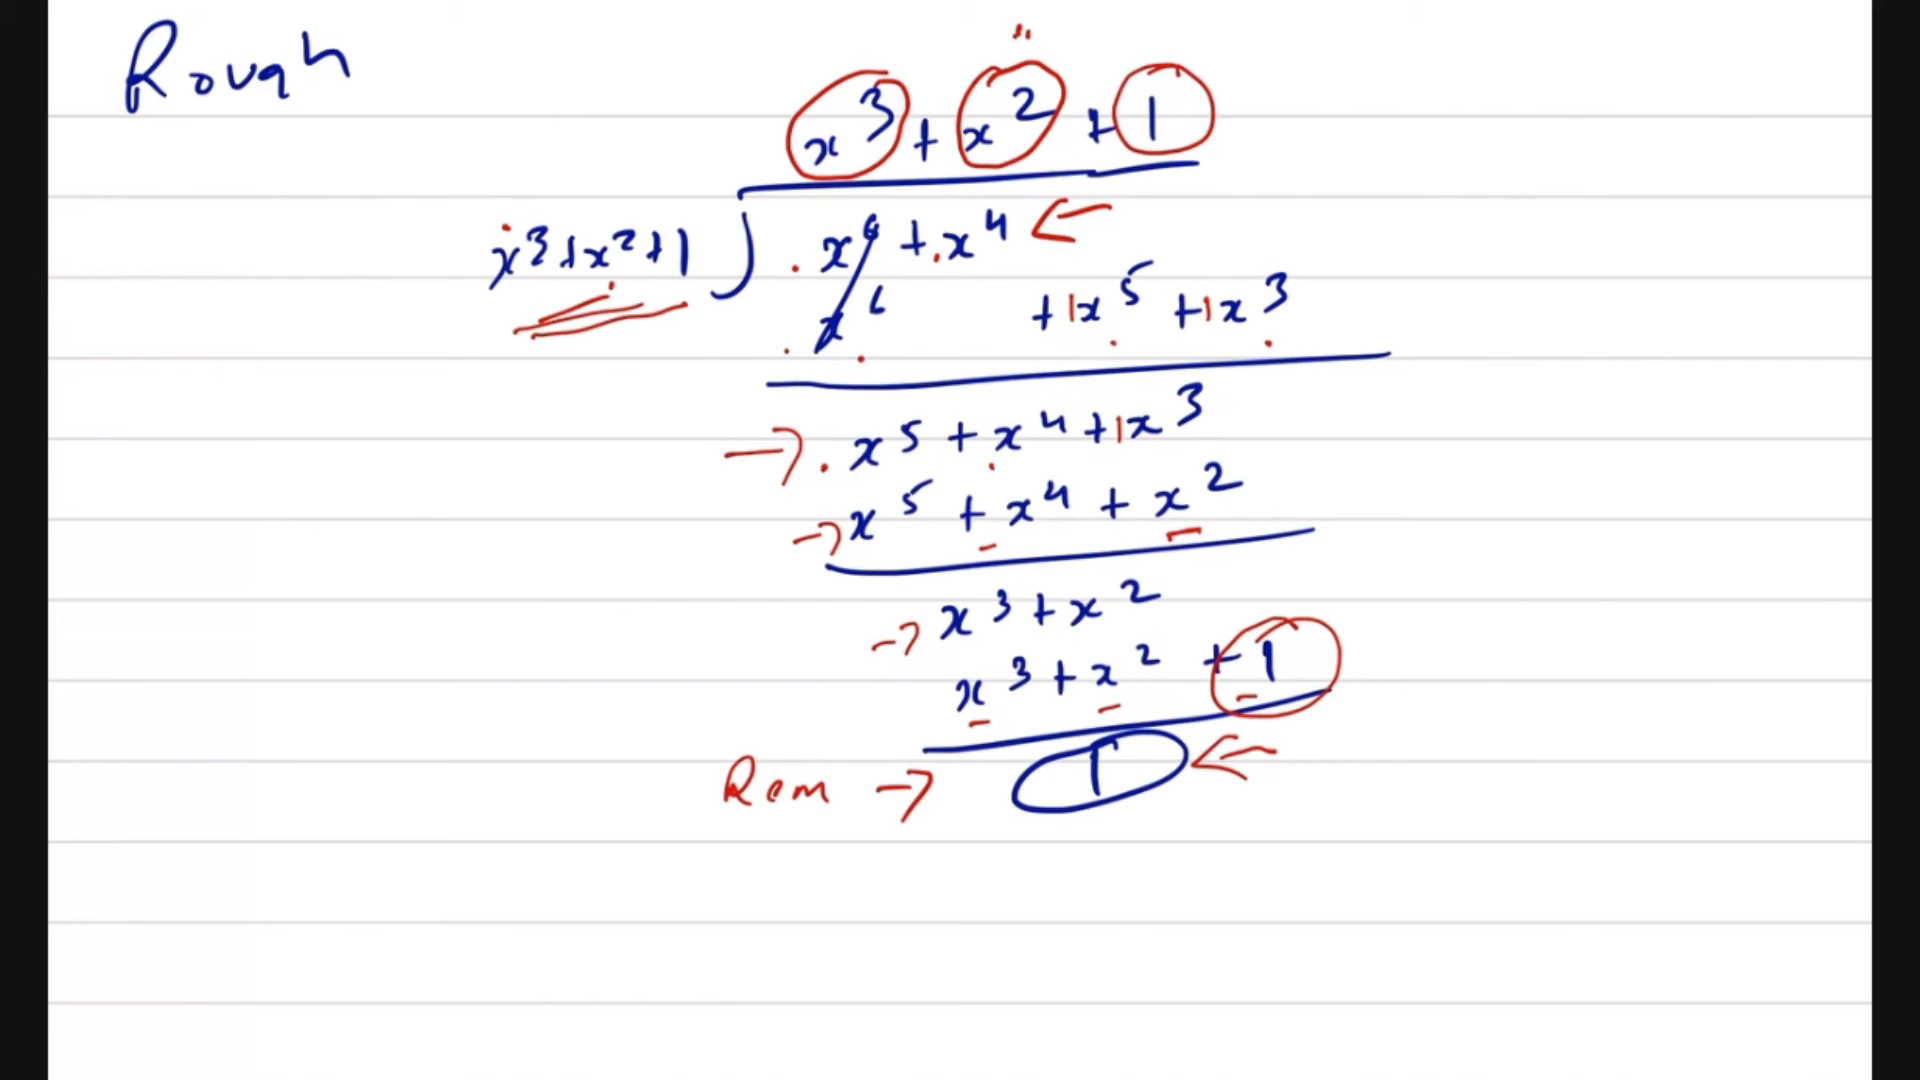 Rough
x³ + x² + 1
x³+x²+1 ) x⁶ + x⁴
x⁶ + 1x⁵ + 1x³
→ x⁵ + x⁴ + 1x³
→ x⁵ + x⁴ + x²
→ x³ + x²
x³ + x² + 1
Rem → 1 ←